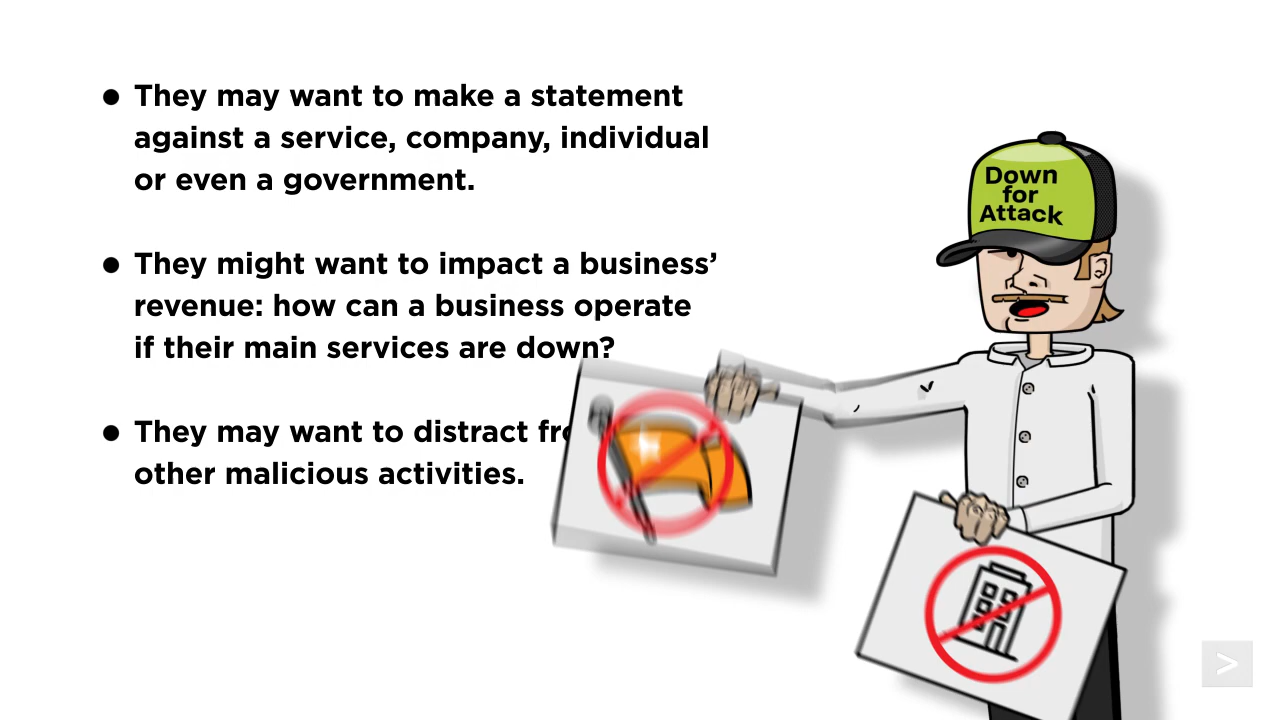 They may want to make a statement
against a service, company, individual
or even a government.
They might want to impact a business’
revenue: how can a business operate
if their main services are down?
They may want to distract
other malicious activities.
Down
for
Attack